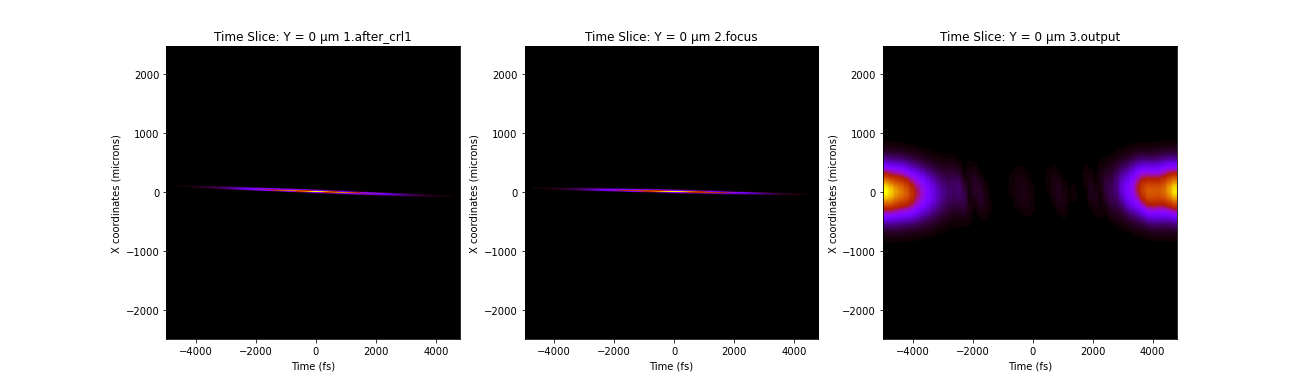 Time Slice: Y = 0 μm 1.after_crl1
2000
1000
0
−1000
−2000
X coordinates (microns)
−4000 −2000 0 2000 4000
Time (fs)
Time Slice: Y = 0 μm 2.focus
2000
1000
0
−1000
−2000
X coordinates (microns)
−4000 −2000 0 2000 4000
Time (fs)
Time Slice: Y = 0 μm 3.output
2000
1000
0
−1000
−2000
X coordinates (microns)
−4000 −2000 0 2000 4000
Time (fs)